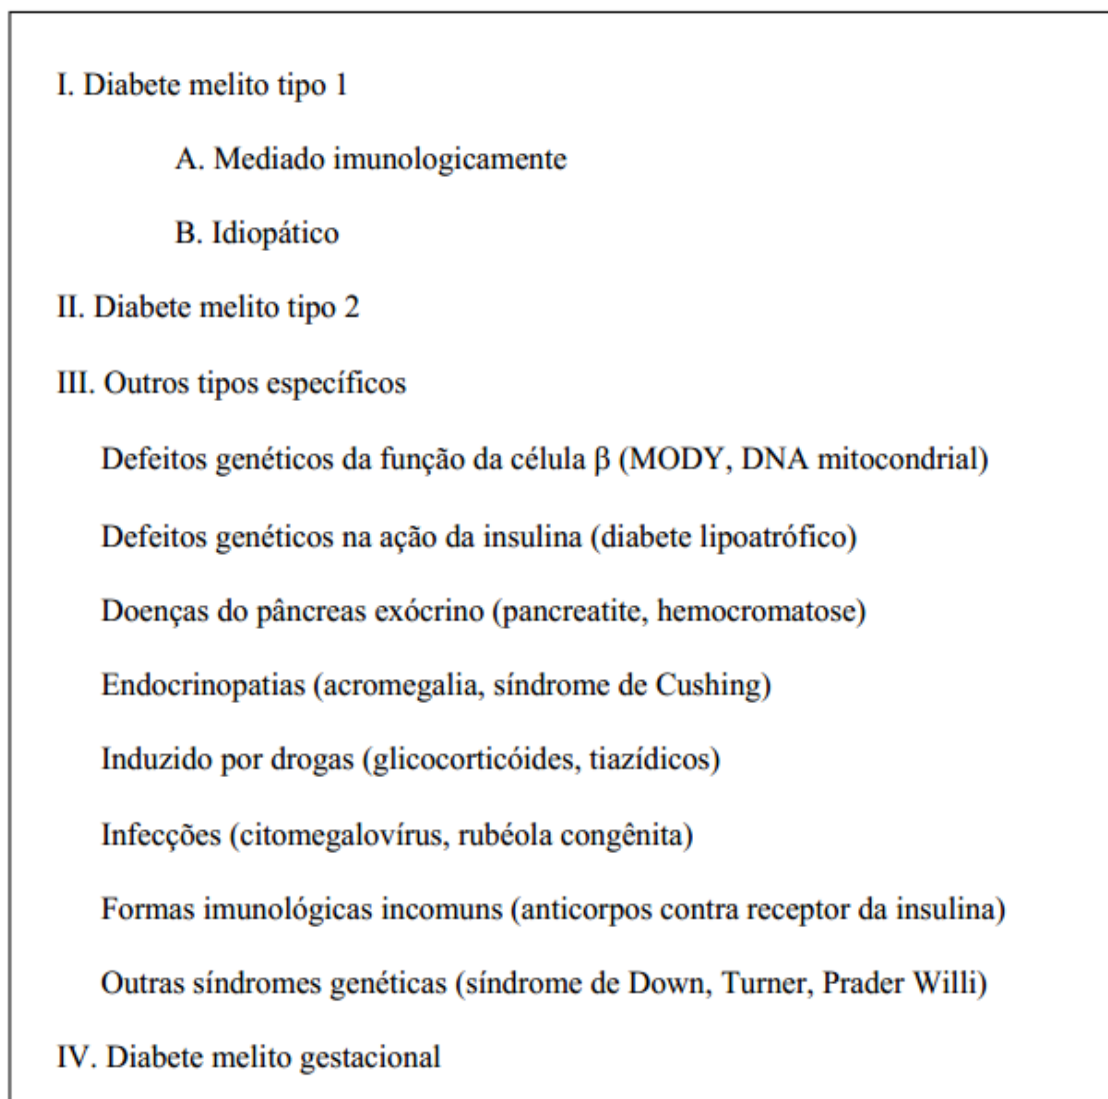 I. Diabete melito tipo 1
A. Mediado imunologicamente
B. Idiopático
II. Diabete melito tipo 2
III. Outros tipos específicos
Defeitos genéticos da função da célula β (MODY, DNA mitocondrial)
Defeitos genéticos na ação da insulina (diabete lipoatrófico)
Doenças do pâncreas exócrino (pancreatite, hemocromatose)
Endocrinopatias (acromegalia, síndrome de Cushing)
Induzido por drogas (glicocorticóides, tiazídicos)
Infecções (citomegalovírus, rubéola congênita)
Formas imunológicas incomuns (anticorpos contra receptor da insulina)
Outras síndromes genéticas (síndrome de Down, Turner, Prader Willi)
IV. Diabete melito gestacional